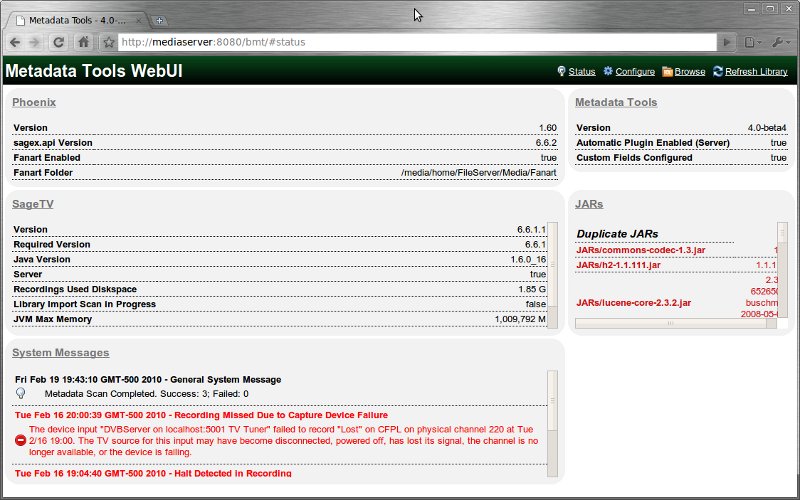 Metadata Tools - 4.0-...
http://mediaserver:8080/bmt/#status
Metadata Tools WebUI
Status Configure Browse Refresh Library
Phoenix
Version 1.60
sagex.api Version 6.6.2
Fanart Enabled true
Fanart Folder /media/home/FileServer/Media/Fanart
Metadata Tools
Version 4.0-beta4
Automatic Plugin Enabled (Server) true
Custom Fields Configured true
SageTV
Version 6.6.1.1
Required Version 6.6.1
Java Version 1.6.0_16
Server true
Recordings Used Diskspace 1.85 G
Library Import Scan in Progress false
JVM Max Memory 1,009,792 M
JARs
Duplicate JARs
JARs/commons-codec-1.3.jar 1
JARs/h2-1.1.111.jar 1.1.1
2.3
652650
JARs/lucene-core-2.3.2.jar buschm
2008-05-0
System Messages
Fri Feb 19 19:43:10 GMT-500 2010 - General System Message
Metadata Scan Completed. Success: 3; Failed: 0
Tue Feb 16 20:00:39 GMT-500 2010 - Recording Missed Due to Capture Device Failure
The device input "DVBServer on localhost:5001 TV Tuner" failed to record "Lost" on CFPL on physical channel 220 at Tue
2/16 19:00. The TV source for this input may have become disconnected, powered off, has lost its signal, the channel is no
longer available, or the device is failing.
Tue Feb 16 19:04:40 GMT-500 2010 - Halt Detected in Recording